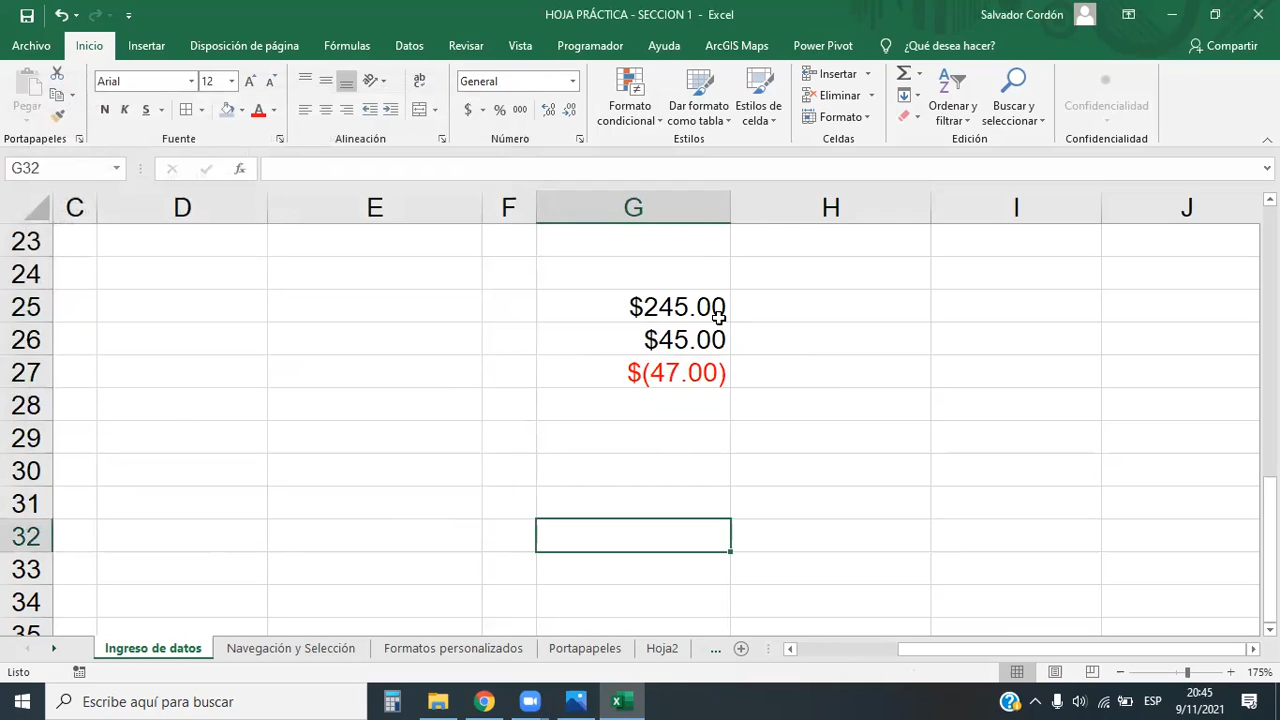 HOJA PRÁCTICA - SECCION 1 - Excel
Salvador Cordón
Archivo Inicio Insertar Disposición de página Fórmulas Datos Revisar Vista Programador Ayuda ArcGIS Maps Power Pivot ¿Qué desea hacer? Compartir
Pegar
Arial 12
N K S
ab
General
$ % 000
Formato condicional
Dar formato como tabla
Estilos de celda
Insertar
Eliminar
Formato
Ordenar y filtrar
Buscar y seleccionar
Confidencialidad
Portapapeles Fuente Alineación Número Estilos Celdas Edición Confidencialidad
G32 fx
C D E F G H I J
23
24
25 $245.00
26 $45.00
27 $(47.00)
28
29
30
31
32
33
34
35
Ingreso de datos Navegación y Selección Formatos personalizados Portapapeles Hoja2 ...
Listo 175%
Escribe aquí para buscar ESP 20:45
9/11/2021